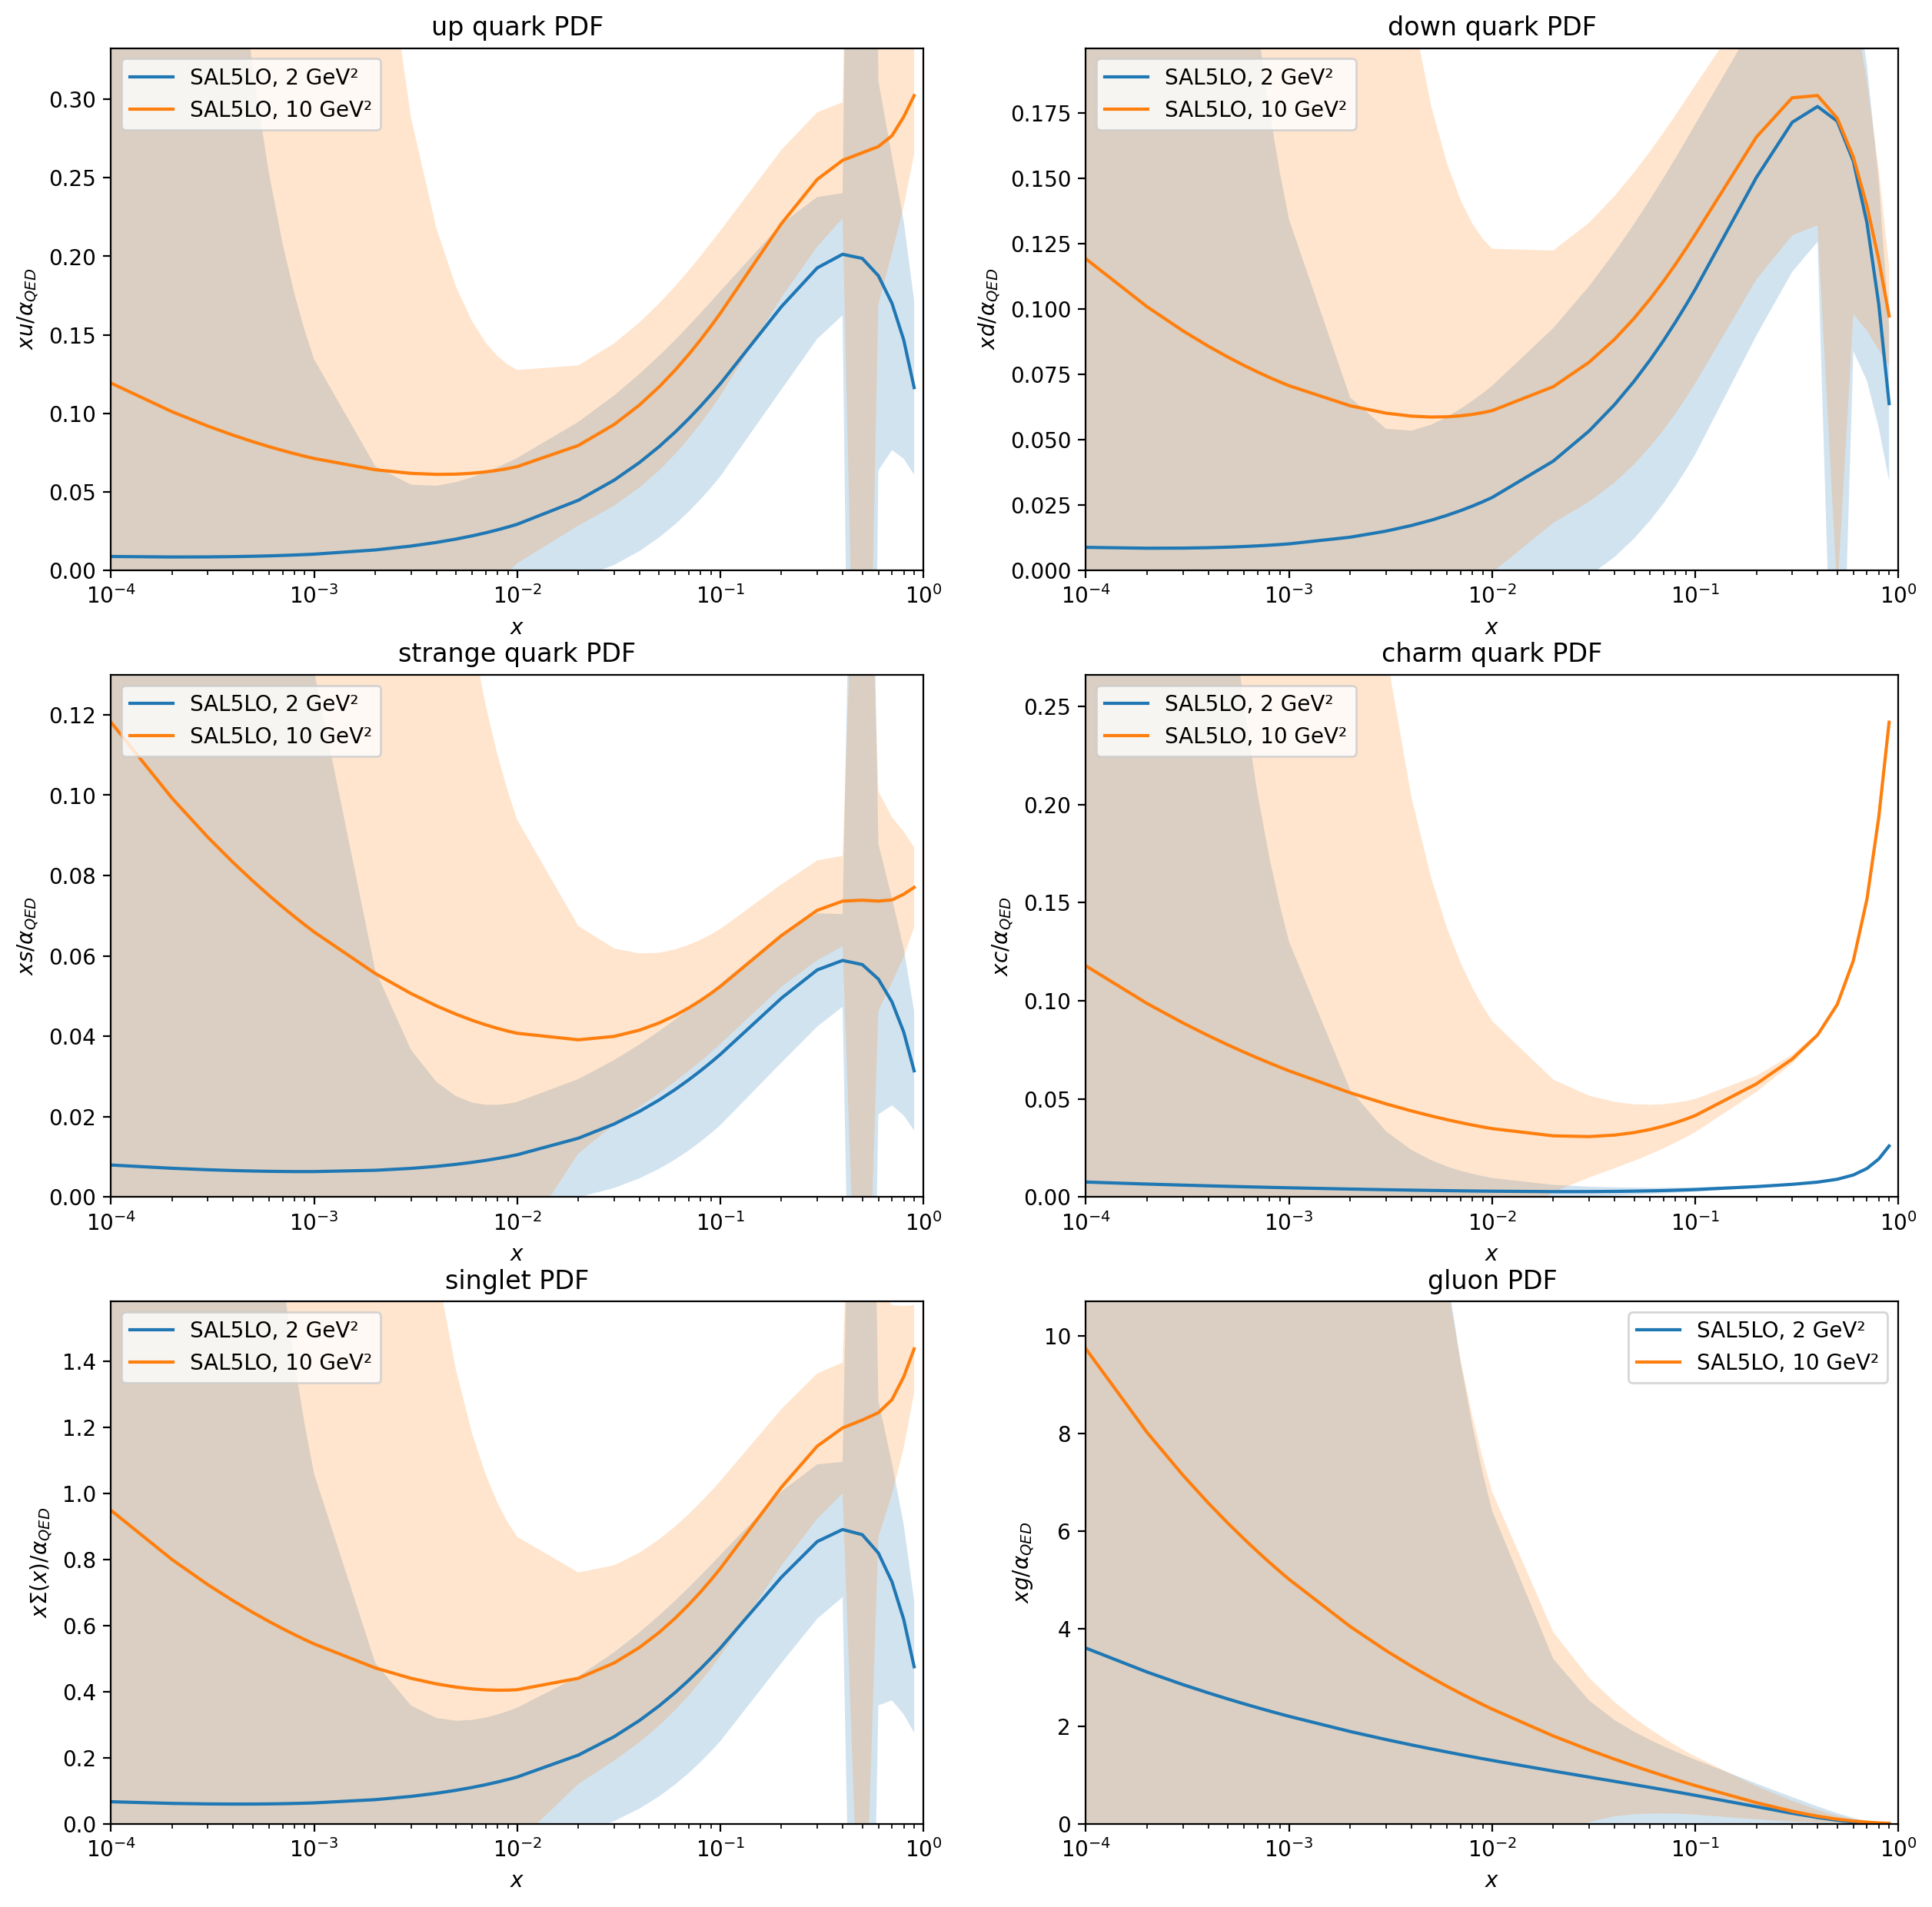 up quark PDF
SAL5LO, 2 GeV²
SAL5LO, 10 GeV²
0.30
0.25
0.20
0.15
0.10
0.05
0.00
xu/α_QED
10⁻⁴ 10⁻³ 10⁻² 10⁻¹ 10⁰
x
down quark PDF
SAL5LO, 2 GeV²
SAL5LO, 10 GeV²
0.175
0.150
0.125
0.100
0.075
0.050
0.025
0.000
xd/α_QED
10⁻⁴ 10⁻³ 10⁻² 10⁻¹ 10⁰
x
strange quark PDF
SAL5LO, 2 GeV²
SAL5LO, 10 GeV²
0.12
0.10
0.08
0.06
0.04
0.02
0.00
xs/α_QED
10⁻⁴ 10⁻³ 10⁻² 10⁻¹ 10⁰
x
charm quark PDF
SAL5LO, 2 GeV²
SAL5LO, 10 GeV²
0.25
0.20
0.15
0.10
0.05
0.00
xc/α_QED
10⁻⁴ 10⁻³ 10⁻² 10⁻¹ 10⁰
x
singlet PDF
SAL5LO, 2 GeV²
SAL5LO, 10 GeV²
1.4
1.2
1.0
0.8
0.6
0.4
0.2
0.0
xΣ(x)/α_QED
10⁻⁴ 10⁻³ 10⁻² 10⁻¹ 10⁰
x
gluon PDF
SAL5LO, 2 GeV²
SAL5LO, 10 GeV²
10
8
6
4
2
0
xg/α_QED
10⁻⁴ 10⁻³ 10⁻² 10⁻¹ 10⁰
x